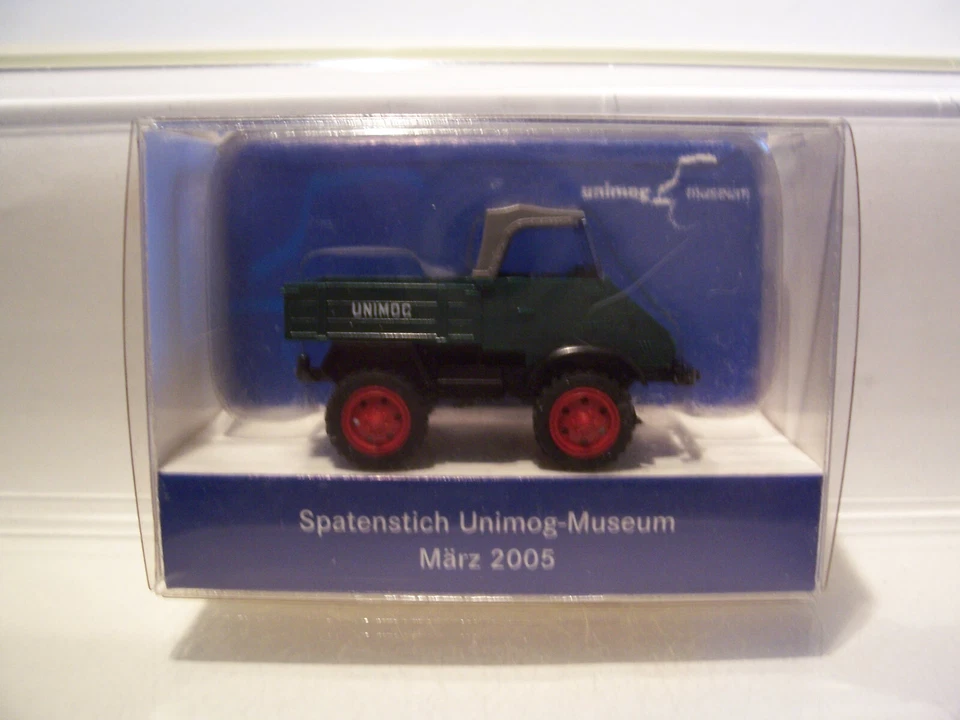 unimog museum
UNIMOG
Spatenstich Unimog-Museum
März 2005